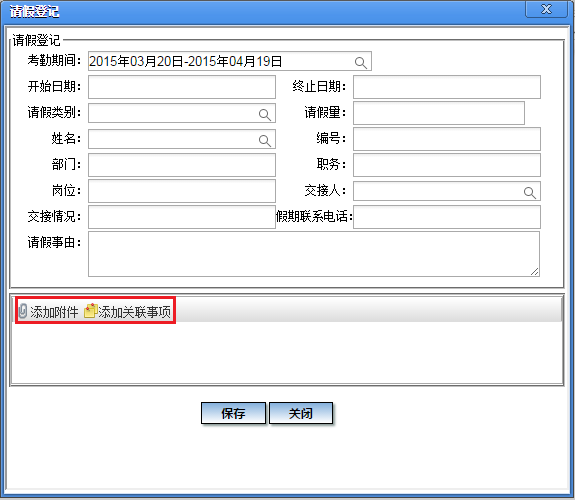 请假登记
请假登记
考勤期间： 2015年03月20日-2015年04月19日
开始日期： 终止日期：
请假类别： 请假量：
姓名： 编号：
部门： 职务：
岗位： 交接人：
交接情况： 假期联系电话：
请假事由：
添加附件 添加关联事项
保存 关闭